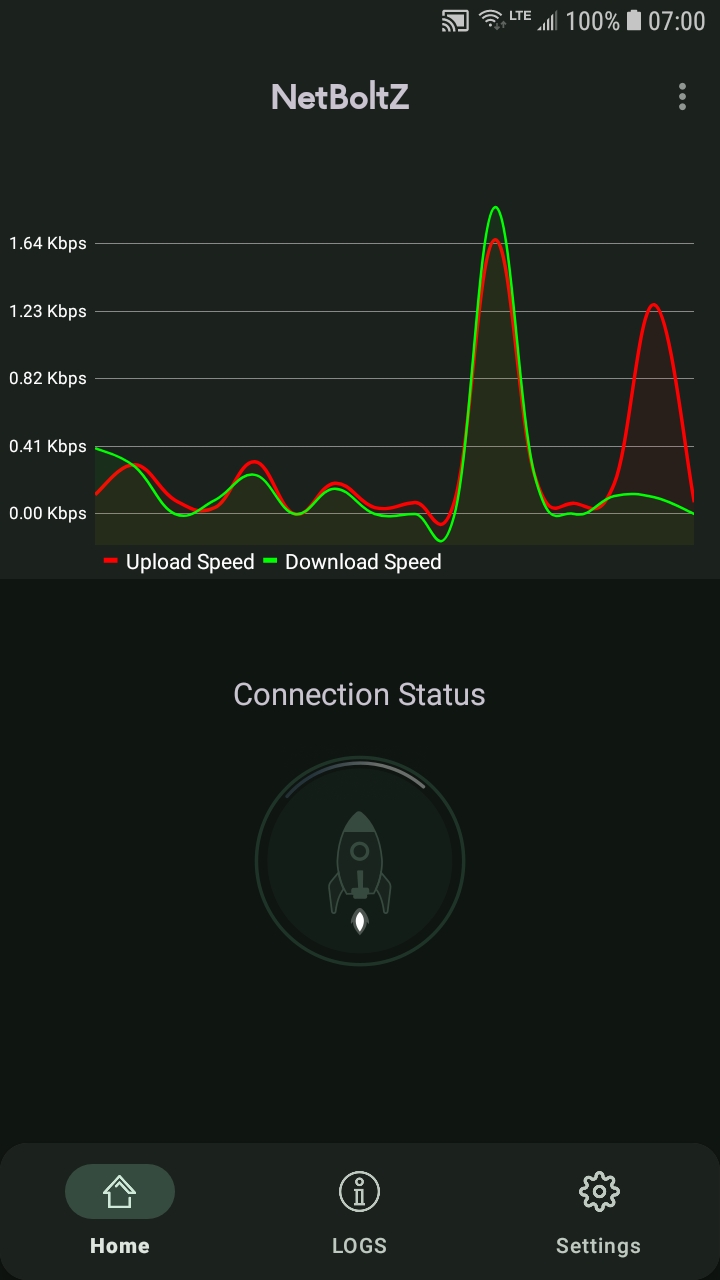 LTE 100% 07:00
NetBoltZ
1.64 Kbps
1.23 Kbps
0.82 Kbps
0.41 Kbps
0.00 Kbps
Upload Speed Download Speed
Connection Status
Home LOGS Settings